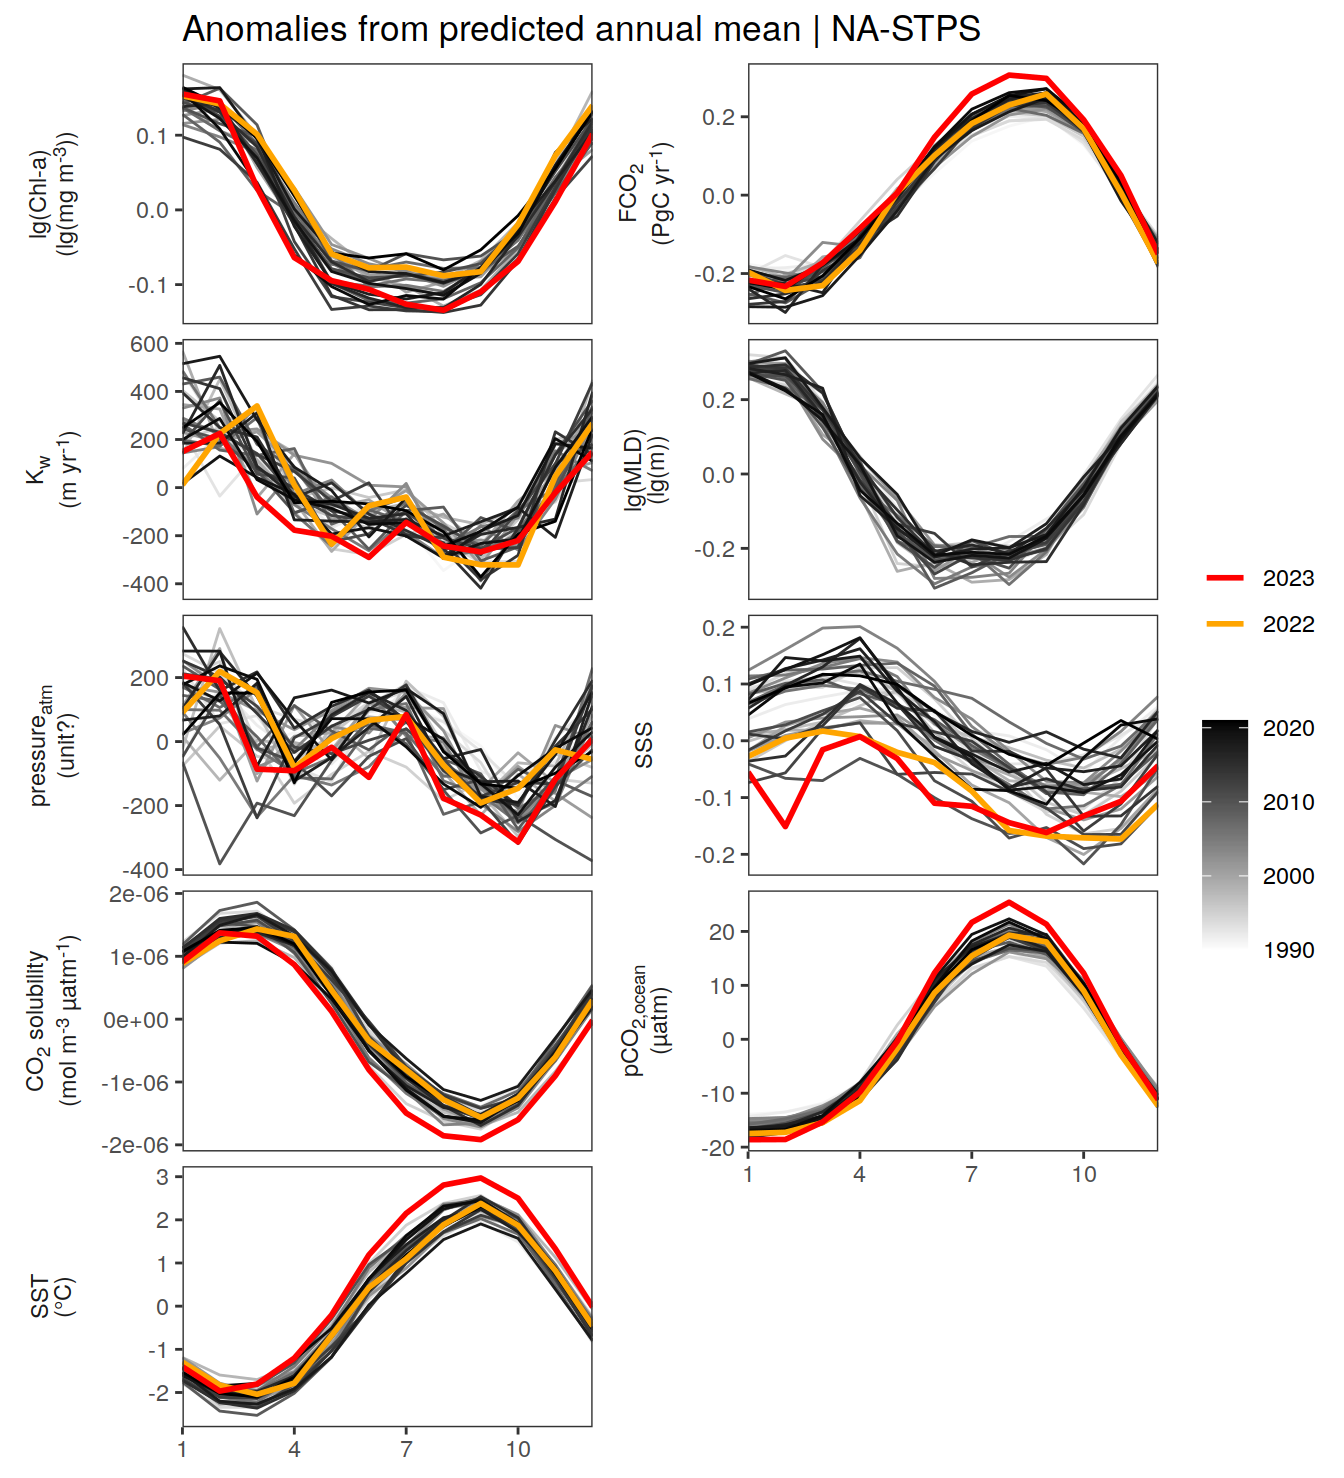 Anomalies from predicted annual mean | NA-STPS
lg(Chl-a)
(lg(mg m⁻³))
0.1
0.0
-0.1
FCO₂
(PgC yr⁻¹)
0.2
0.0
-0.2
Kw
(m yr⁻¹)
600
400
200
0
-200
-400
lg(MLD)
(lg(m))
0.2
0.0
-0.2
pressureatm
(unit?)
200
0
-200
-400
SSS
0.2
0.1
0.0
-0.1
-0.2
CO₂ solubility
(mol m⁻³ µatm⁻¹)
2e-06
1e-06
0e+00
-1e-06
-2e-06
pCO₂,ocean
(µatm)
20
10
0
-10
-20
1 4 7 10
SST
(°C)
3
2
1
0
-1
-2
1 4 7 10
2023
2022
2020
2010
2000
1990